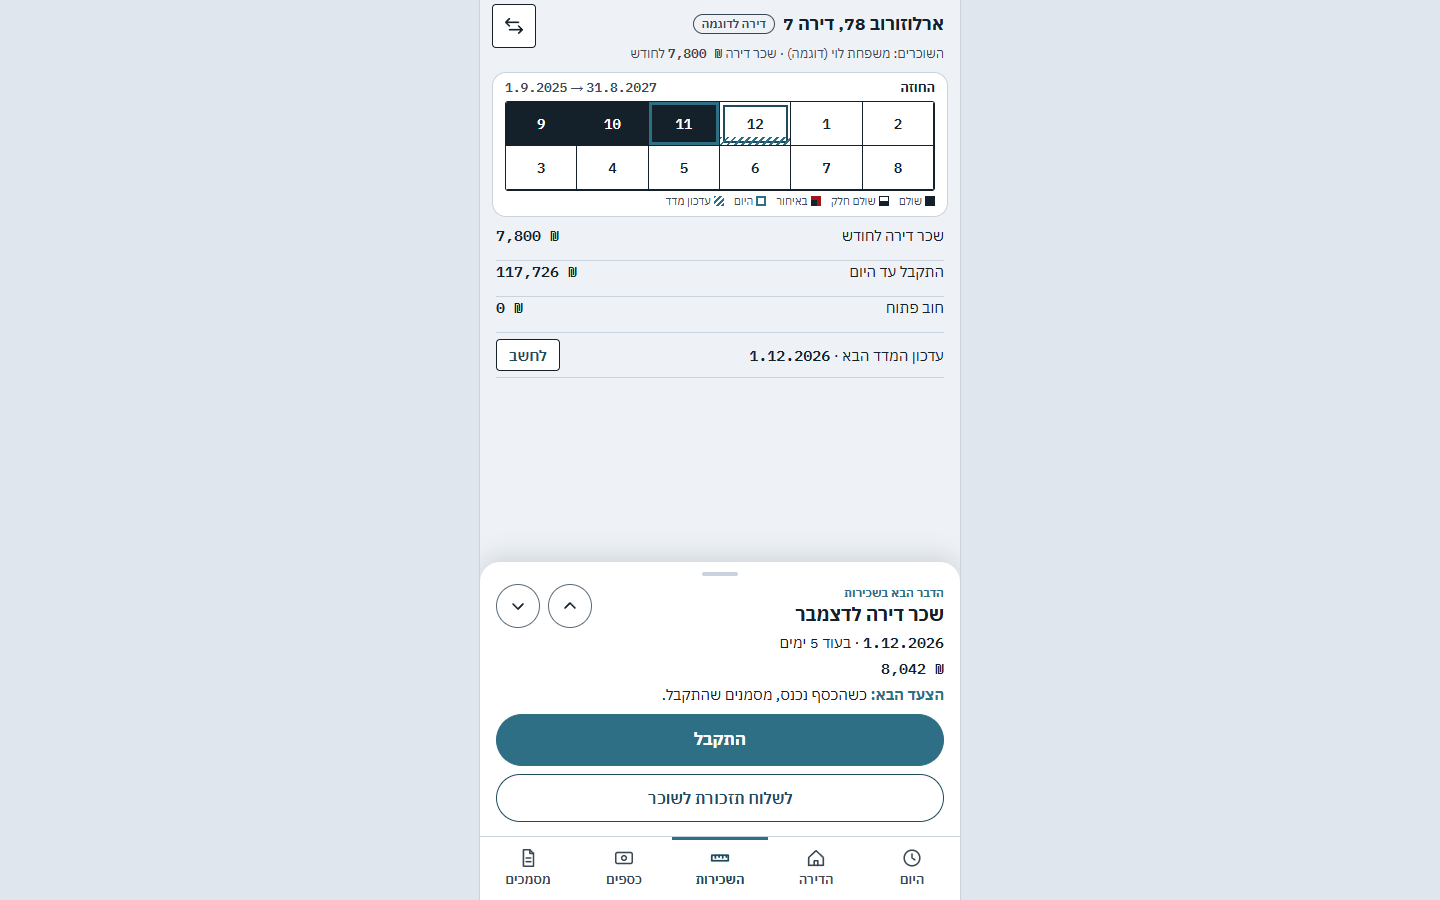 ארלוזורוב 78, דירה 7 דירה לדוגמה
השוכרים: משפחת לוי (דוגמה) · שכר דירה ₪ 7,800 לחודש
החוזה 1.9.2025 → 31.8.2027
9 10 11 12 1 2
3 4 5 6 7 8
שולם שולם חלק באיחור היום עדכון מדד
שכר דירה לחודש ₪ 7,800
התקבל עד היום ₪ 117,726
חוב פתוח ₪ 0
עדכון המדד הבא · 1.12.2026 לחשב
הדבר הבא בשכירות
שכר דירה לדצמבר
1.12.2026 · בעוד 5 ימים
₪ 8,042
הצעד הבא: כשהכסף נכנס, מסמנים שהתקבל.
התקבל
לשלוח תזכורת לשוכר
היום הדירה השכירות כספים מסמכים